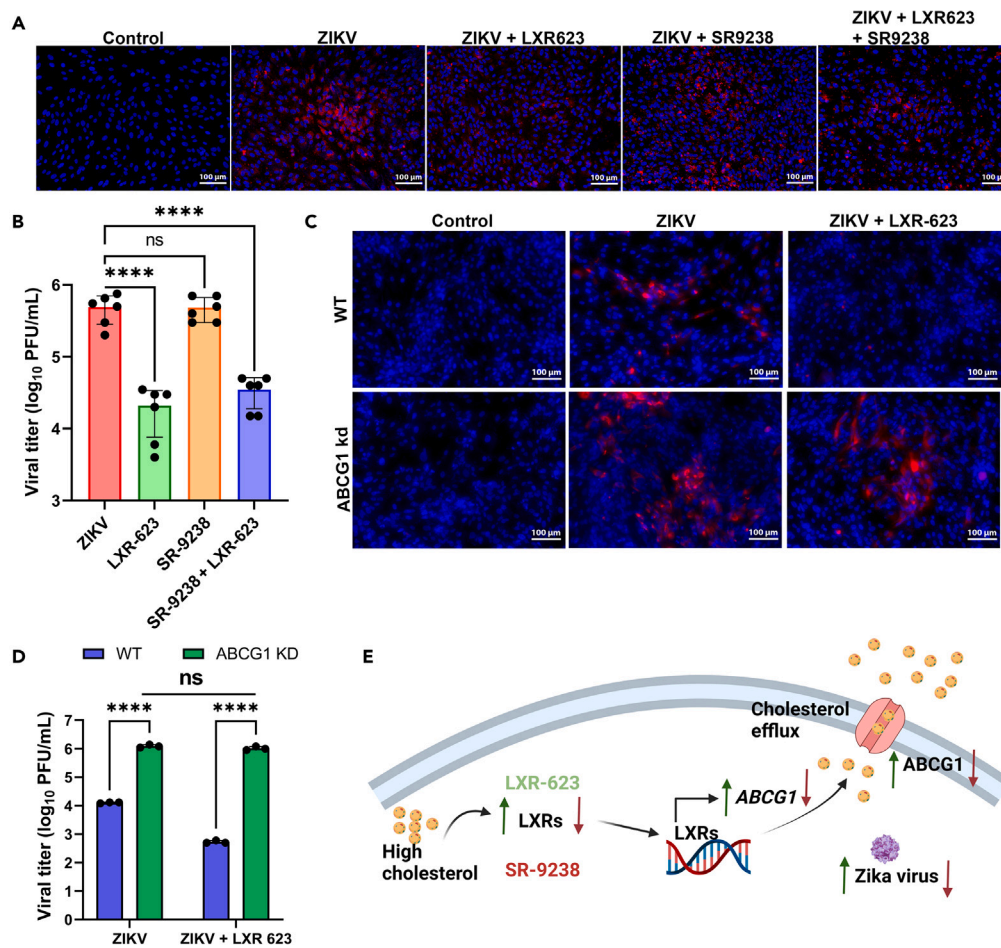 A
Control
ZIKV
ZIKV + LXR623
ZIKV + SR9238
ZIKV + LXR623
+ SR9238
100 µm
100 µm
100 µm
100 µm
100 µm
B
****
ns
****
Viral titer (log10 PFU/mL)
6
5
4
3
ZIKV
LXR-623
SR-9238
SR-9238 + LXR-623
C
Control
ZIKV
ZIKV + LXR-623
WT
100 µm
100 µm
100 µm
ABCG1 kd
100 µm
100 µm
100 µm
D
WT
ABCG1 KD
ns
****
****
Viral titer (log10 PFU/mL)
7
6
5
4
3
2
1
0
ZIKV
ZIKV + LXR 623
E
Cholesterol
efflux
ABCG1
LXR-623
LXRs
SR-9238
High
cholesterol
ABCG1
LXRs
Zika virus